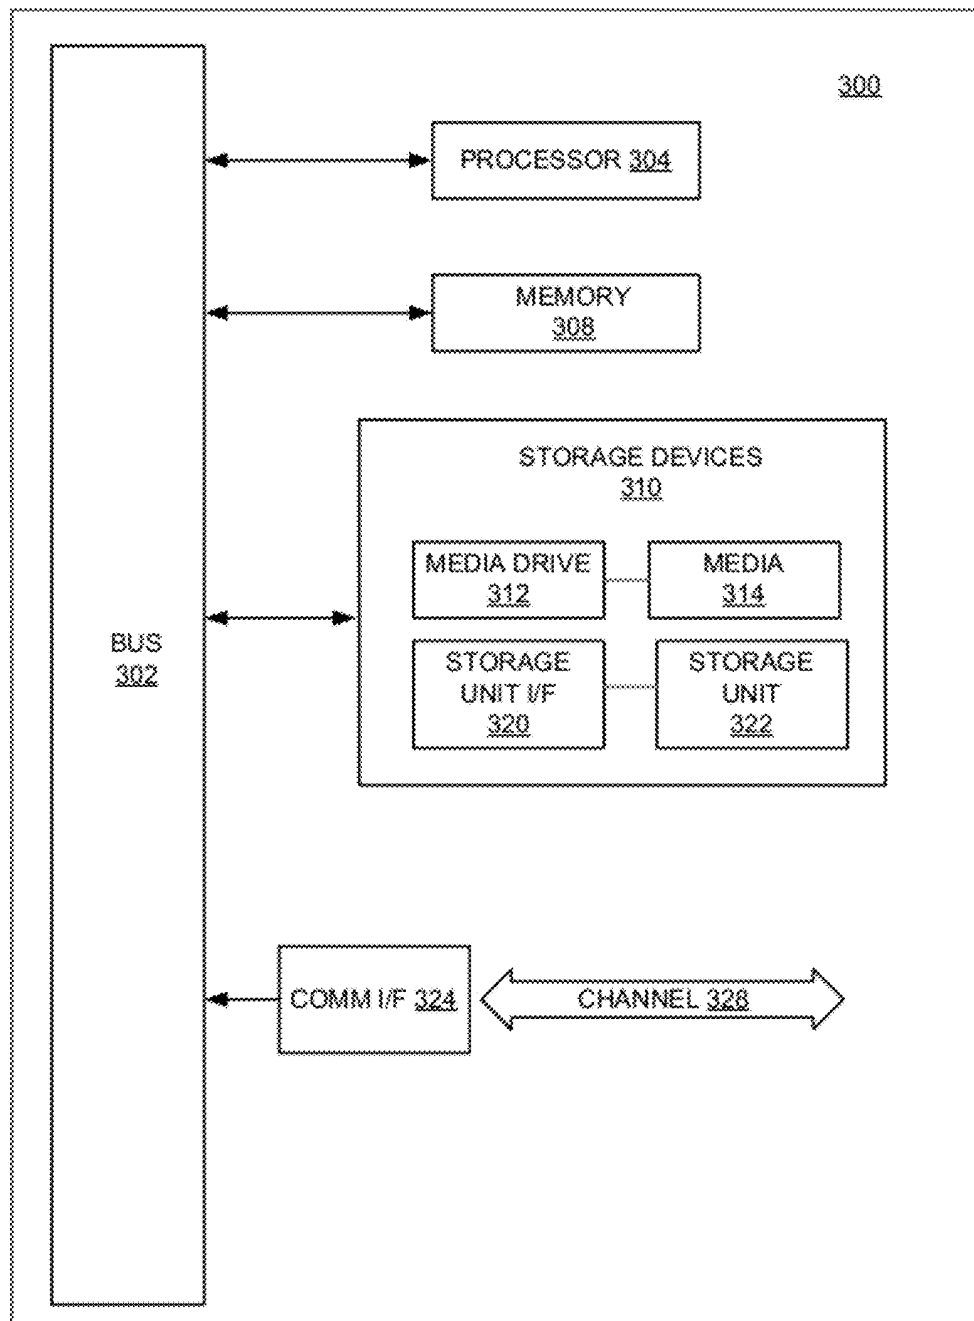 300
PROCESSOR 304
MEMORY
308
STORAGE DEVICES
310
MEDIA DRIVE
312
MEDIA
314
STORAGE
UNIT I/F
320
STORAGE
UNIT
322
BUS
302
COMM I/F 324
CHANNEL 328